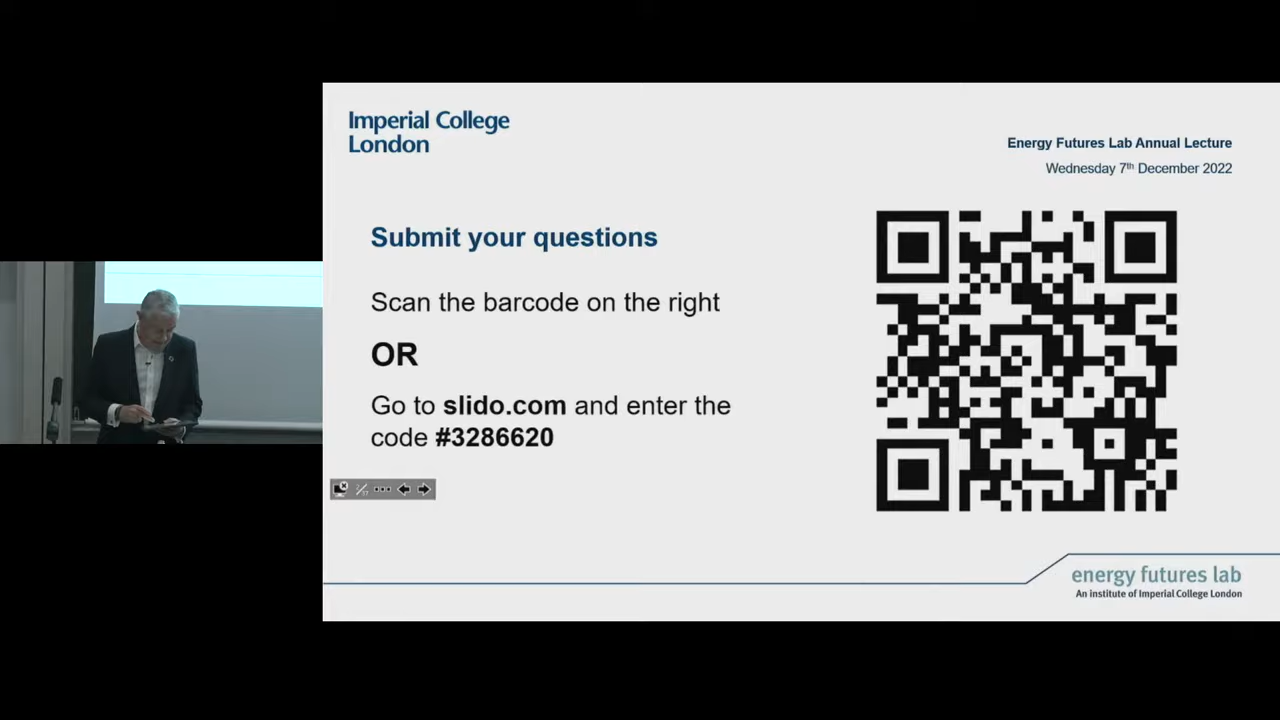 Imperial College
London
Energy Futures Lab Annual Lecture
Wednesday 7th December 2022
Submit your questions
Scan the barcode on the right
OR
Go to slido.com and enter the
code #3286620
energy futures lab
An institute of Imperial College London